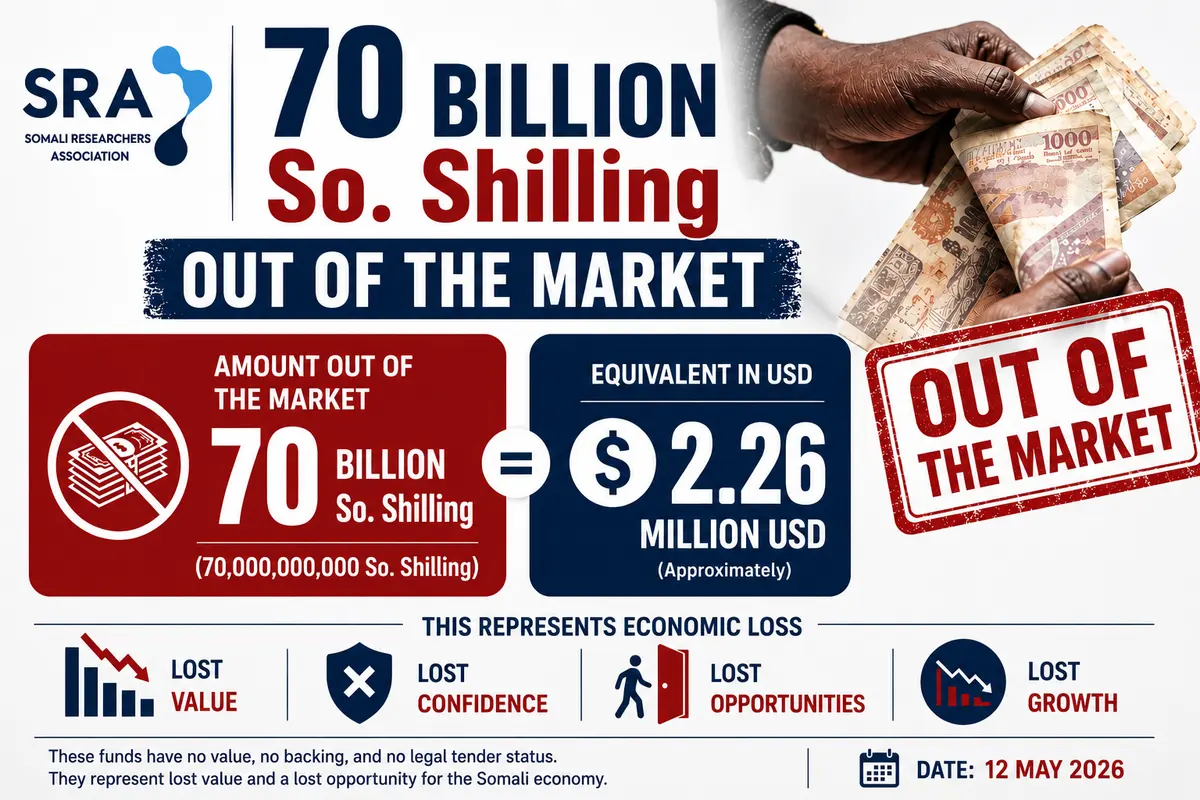 SRA
SOMALI RESEARCHERS
ASSOCIATION
70 BILLION
So. Shilling
OUT OF THE MARKET
1000
OUT OF
THE MARKET
AMOUNT OUT OF
THE MARKET
70 BILLION
So. Shilling
(70,000,000,000 So. Shilling)
=
EQUIVALENT IN USD
$ 2.26
MILLION USD
(Approximately)
THIS REPRESENTS ECONOMIC LOSS
LOST
VALUE
LOST
CONFIDENCE
LOST
OPPORTUNITIES
LOST
GROWTH
These funds have no value, no backing, and no legal tender status.
They represent lost value and a lost opportunity for the Somali economy.
DATE: 12 MAY 2026